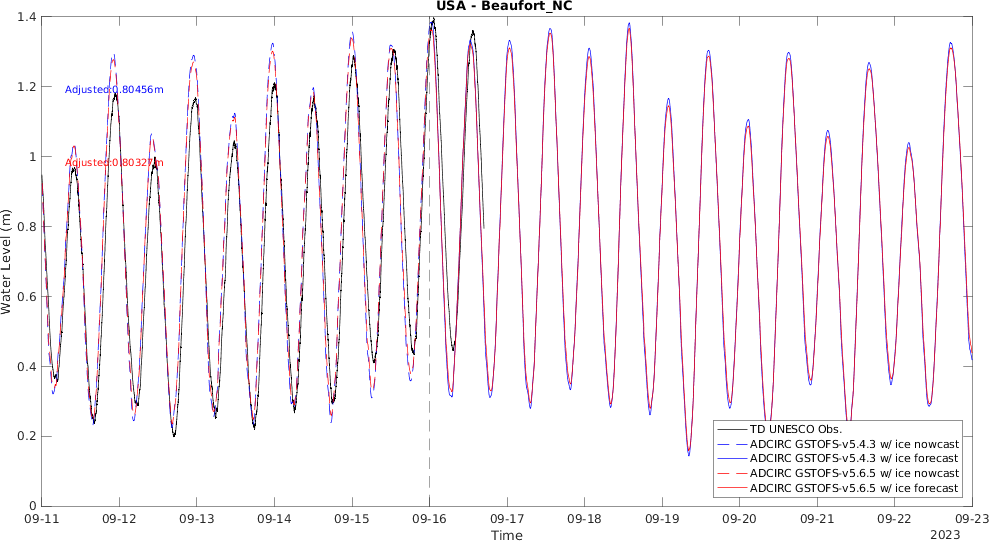 USA - Beaufort_NC
1.4
1.2
1
0.8
0.6
0.4
0.2
0
Water Level (m)
Adjusted:0.80456m
Adjusted:0.80327m
TD UNESCO Obs.
ADCIRC GSTOFS-v5.4.3 w/ ice nowcast
ADCIRC GSTOFS-v5.4.3 w/ ice forecast
ADCIRC GSTOFS-v5.6.5 w/ ice nowcast
ADCIRC GSTOFS-v5.6.5 w/ ice forecast
09-11 09-12 09-13 09-14 09-15 09-16 09-17 09-18 09-19 09-20 09-21 09-22 09-23
Time
2023